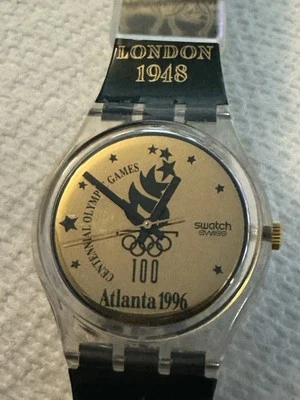 LONDON
1948
CENTENNIAL OLYMPIC GAMES
swatch
SWISS
100
Atlanta 1996